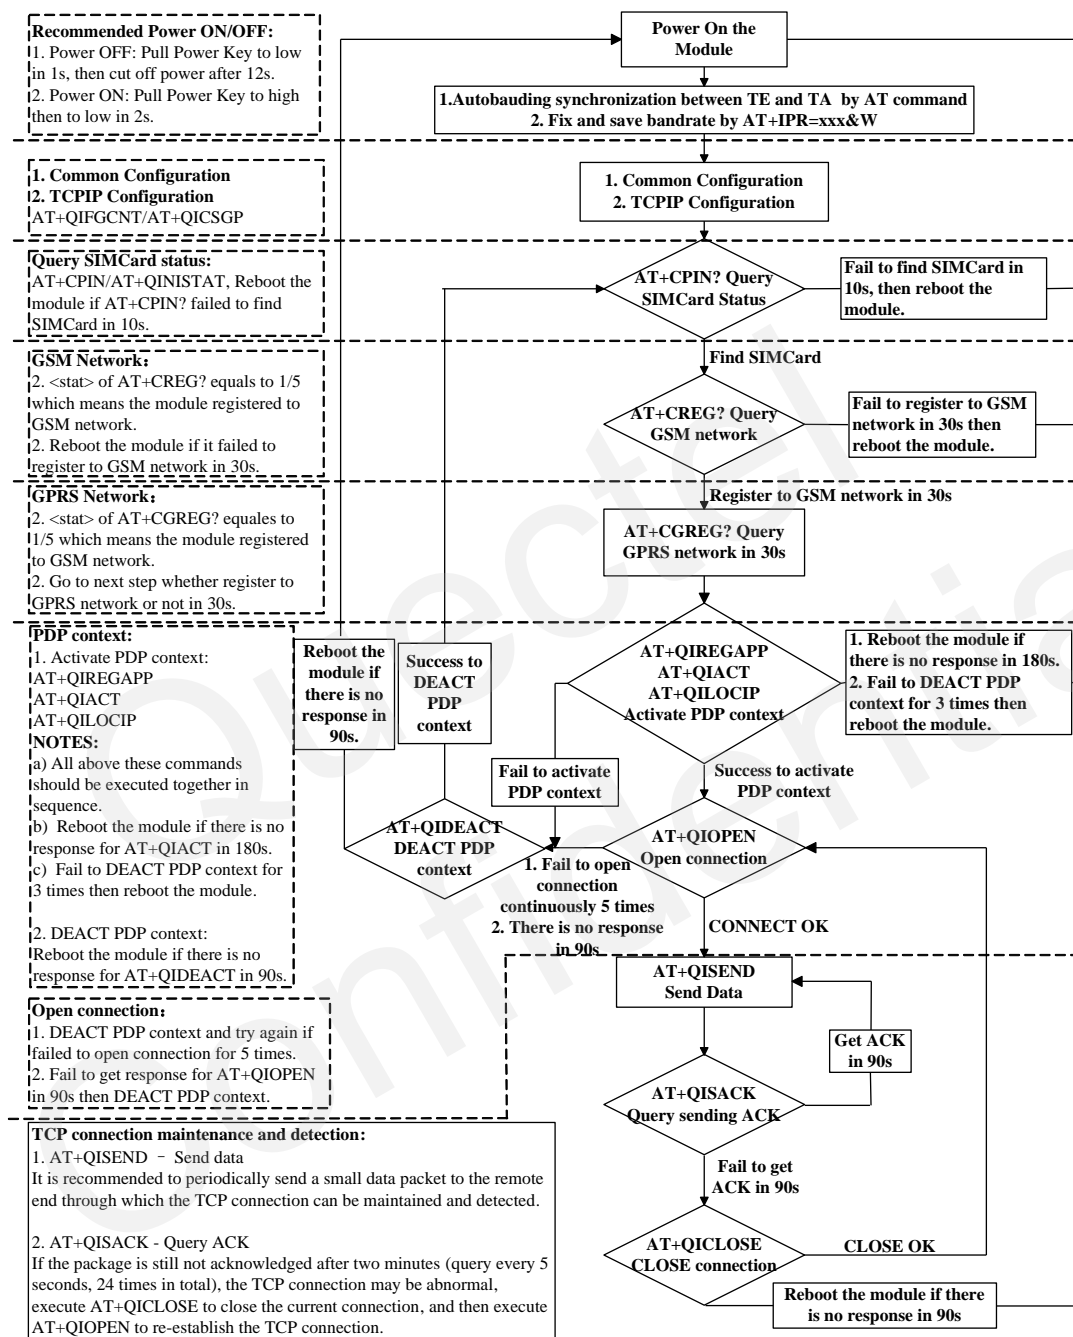 Recommended Power ON/OFF:
1. Power OFF: Pull Power Key to low
in 1s, then cut off power after 12s.
2. Power ON: Pull Power Key to high
then to low in 2s.
Power On the
Module
1.Autobauding synchronization between TE and TA by AT command
2. Fix and save bandrate by AT+IPR=xxx&W
1. Common Configuration
2. TCPIP Configuration
AT+QIFGCNT/AT+QICSGP
1. Common Configuration
2. TCPIP Configuration
Query SIMCard status:
AT+CPIN/AT+QINISTAT, Reboot the
module if AT+CPIN? failed to find
SIMCard in 10s.
AT+CPIN? Query
SIMCard Status
Fail to find SIMCard in
10s, then reboot the
module.
Find SIMCard
GSM Network:
2. <stat> of AT+CREG? equals to 1/5
which means the module registered to
GSM network.
2. Reboot the module if it failed to
register to GSM network in 30s.
AT+CREG? Query
GSM network
Fail to register to GSM
network in 30s then
reboot the module.
Register to GSM network in 30s
GPRS Network:
2. <stat> of AT+CGREG? equales to
1/5 which means the module registered
to GSM network.
2. Go to next step whether register to
GPRS network or not in 30s.
AT+CGREG? Query
GPRS network in 30s
PDP context:
1. Activate PDP context:
AT+QIREGAPP
AT+QIACT
AT+QILOCIP
NOTES:
a) All above these commands
should be executed together in
sequence.
b) Reboot the module if there is no
response for AT+QIACT in 180s.
c) Fail to DEACT PDP context for
3 times then reboot the module.
2. DEACT PDP context:
Reboot the module if there is no
response for AT+QIDEACT in 90s.
Reboot the
module if
there is no
response in
90s.
Success to
DEACT
PDP
context
AT+QIREGAPP
AT+QIACT
AT+QILOCIP
Activate PDP context
1. Reboot the module if
there is no response in 180s.
2. Fail to DEACT PDP
context for 3 times then
reboot the module.
Fail to activate
PDP context
Success to activate
PDP context
AT+QIDEACT
DEACT PDP
context
AT+QIOPEN
Open connection
1. Fail to open
connection
continuously 5 times
2. There is no response
in 90s
CONNECT OK
Open connection:
1. DEACT PDP context and try again if
failed to open connection for 5 times.
2. Fail to get response for AT+QIOPEN
in 90s then DEACT PDP context.
AT+QISEND
Send Data
Get ACK
in 90s
AT+QISACK
Query sending ACK
Fail to get
ACK in 90s
TCP connection maintenance and detection:
1. AT+QISEND – Send data
It is recommended to periodically send a small data packet to the remote
end through which the TCP connection can be maintained and detected.
2. AT+QISACK - Query ACK
If the package is still not acknowledged after two minutes (query every 5
seconds, 24 times in total), the TCP connection may be abnormal,
execute AT+QICLOSE to close the current connection, and then execute
AT+QIOPEN to re-establish the TCP connection.
AT+QICLOSE
CLOSE connection
CLOSE OK
Reboot the module if there
is no response in 90s
Quectel